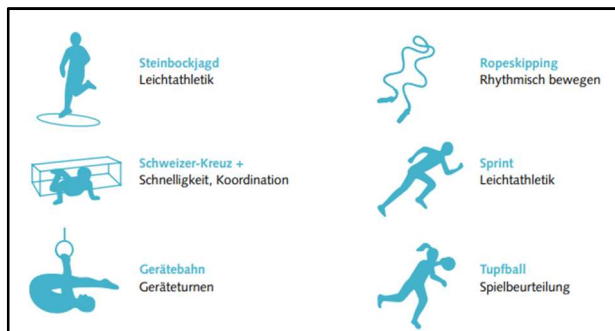 Steinbockjagd
Leichtathletik
Schweizer-Kreuz +
Schnelligkeit, Koordination
Gerätebahn
Geräteturnen
Ropeskipping
Rhythmisch bewegen
Sprint
Leichtathletik
Tupfball
Spielbeurteilung